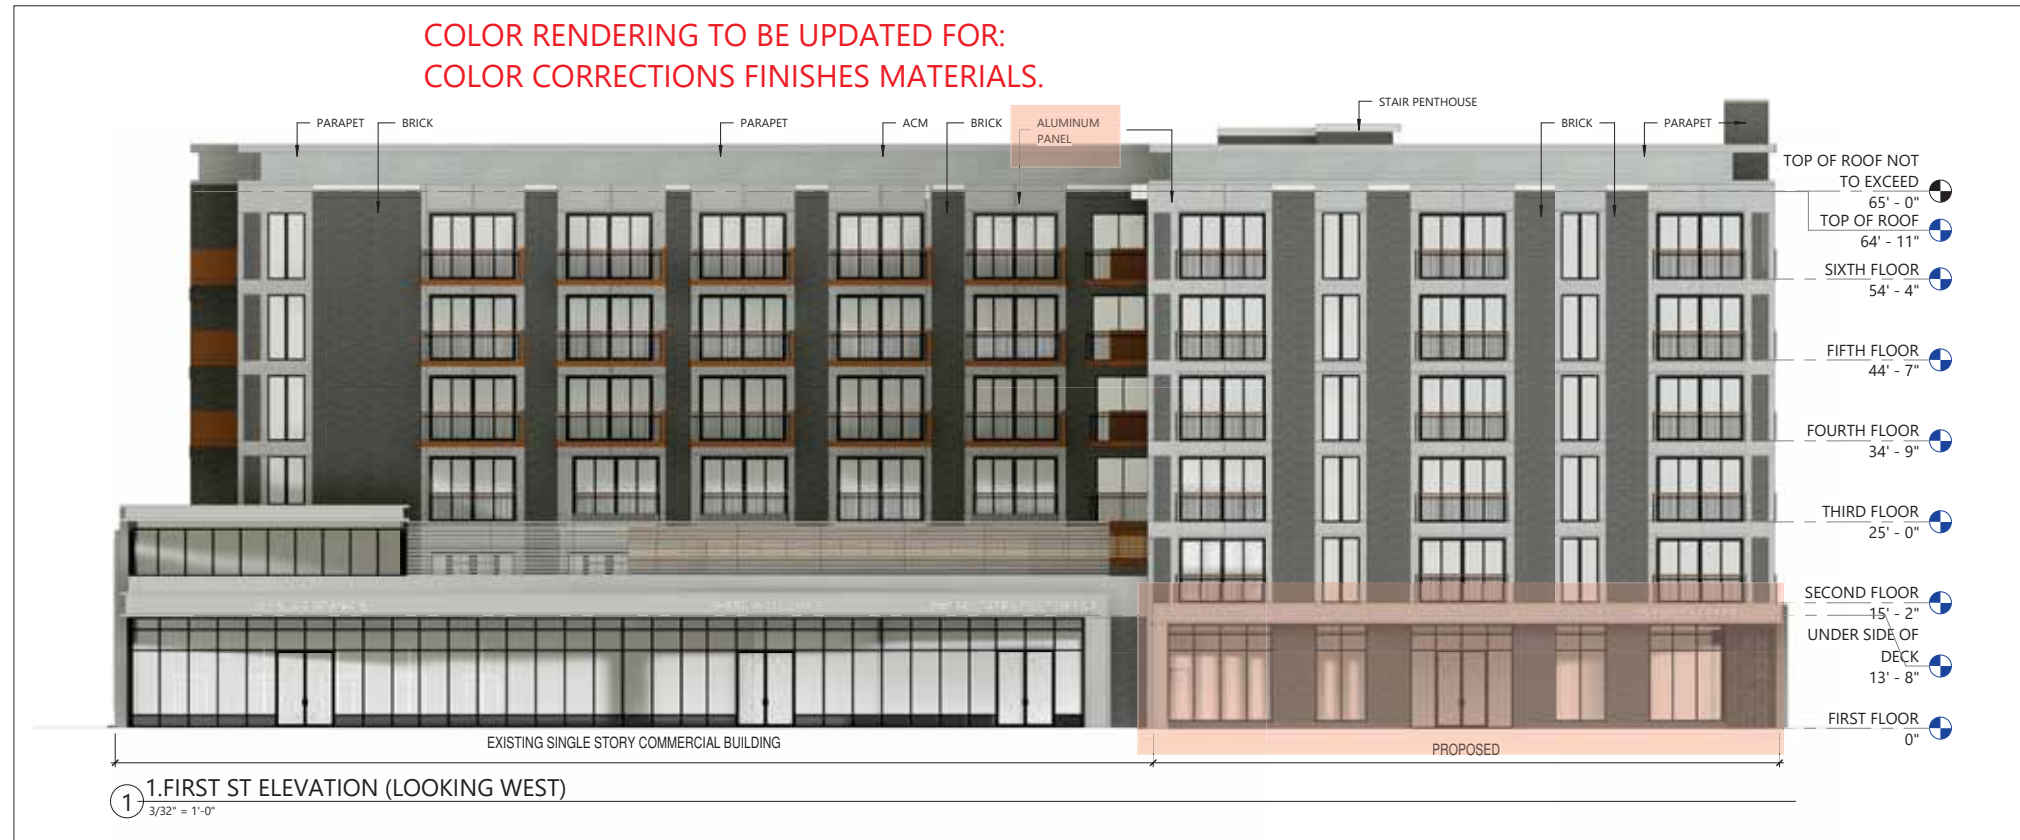 COLOR RENDERING TO BE UPDATED FOR:
COLOR CORRECTIONS FINISHES MATERIALS.
PARAPET
BRICK
PARAPET
ACM
BRICK
ALUMINUM
PANEL
STAIR PENTHOUSE
BRICK
PARAPET
TOP OF ROOF NOT
TO EXCEED
65' - 0"
TOP OF ROOF
64' - 11"
SIXTH FLOOR
54' - 4"
FIFTH FLOOR
44' - 7"
FOURTH FLOOR
34' - 9"
THIRD FLOOR
25' - 0"
SECOND FLOOR
15' - 2"
UNDER SIDE OF
DECK
13' - 8"
FIRST FLOOR
0"
EXISTING SINGLE STORY COMMERCIAL BUILDING
PROPOSED
1
1.FIRST ST ELEVATION (LOOKING WEST)
3/32" = 1'-0"